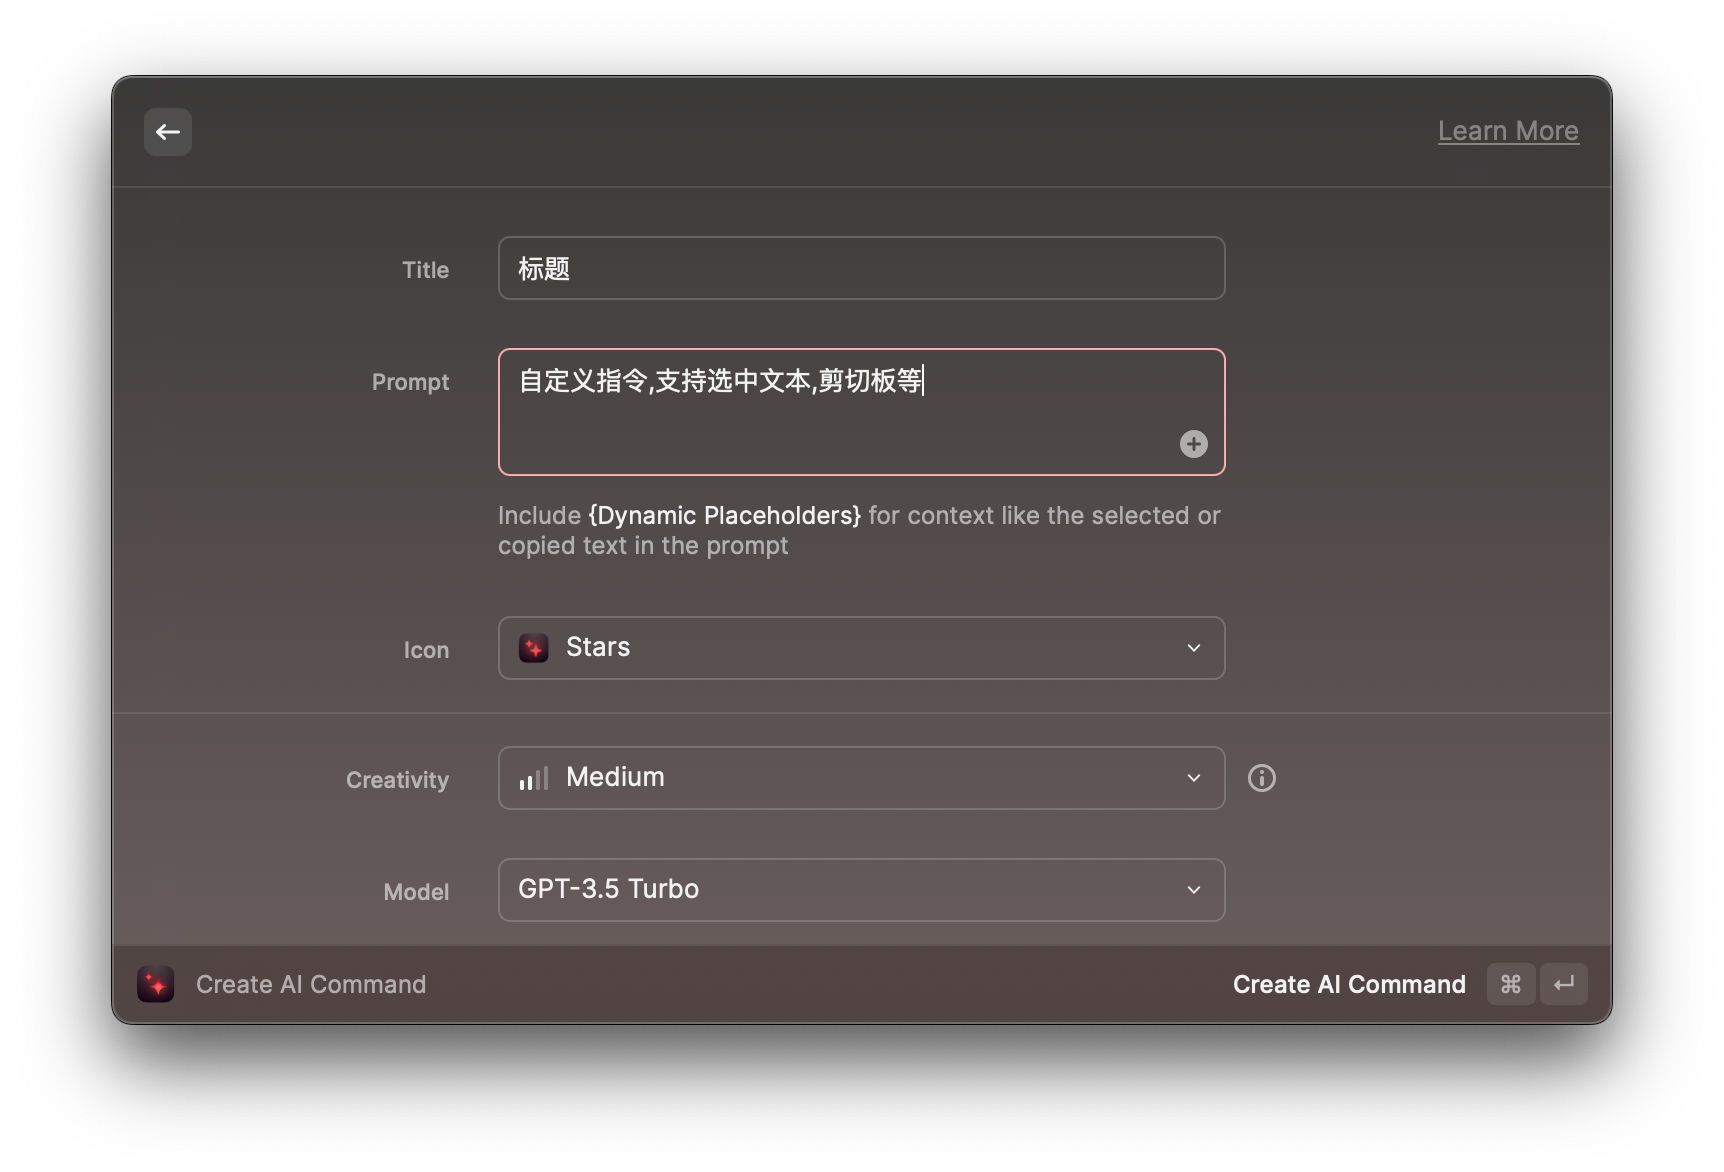 Learn More
Title
标题
Prompt
自定义指令,支持选中文本,剪切板等
Include {Dynamic Placeholders} for context like the selected or
copied text in the prompt
Icon
Stars
Creativity
Medium
Model
GPT-3.5 Turbo
Create AI Command
Create AI Command ⌘ ↵